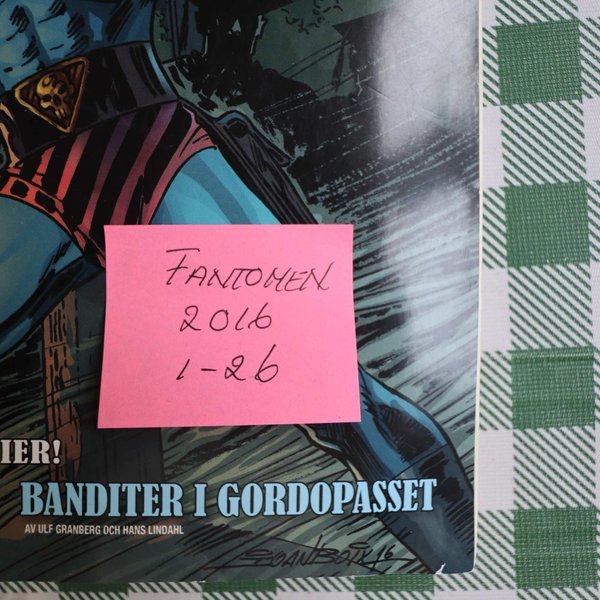 FANTOMEN
2016
1-26
IER!
BANDITER I GORDOPASSET
AV ULF GRANBERG OCH HANS LINDAHL